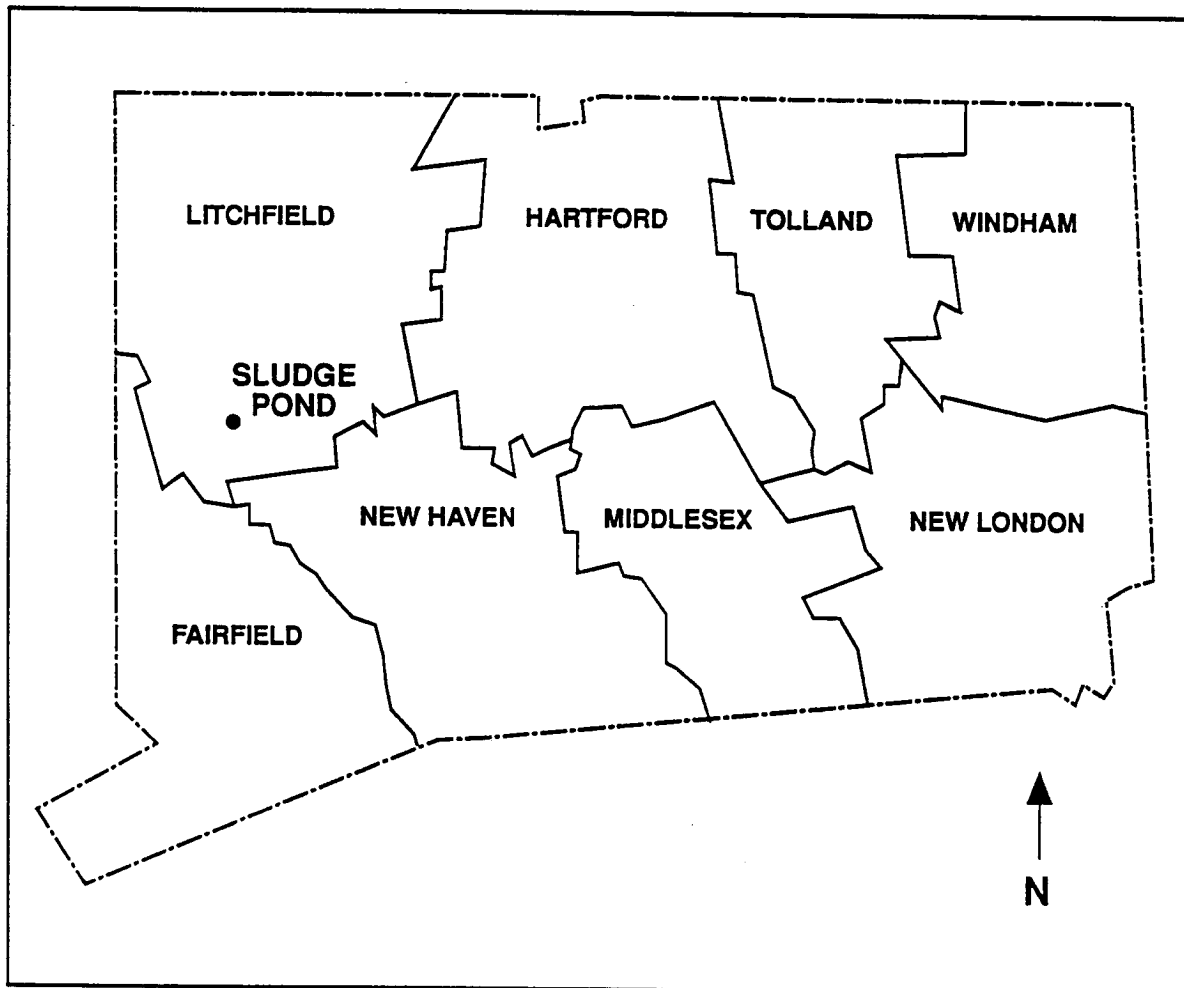 LITCHFIELD
HARTFORD
TOLLAND
WINDHAM
SLUDGE
POND
NEW HAVEN
MIDDLESEX
NEW LONDON
FAIRFIELD
N